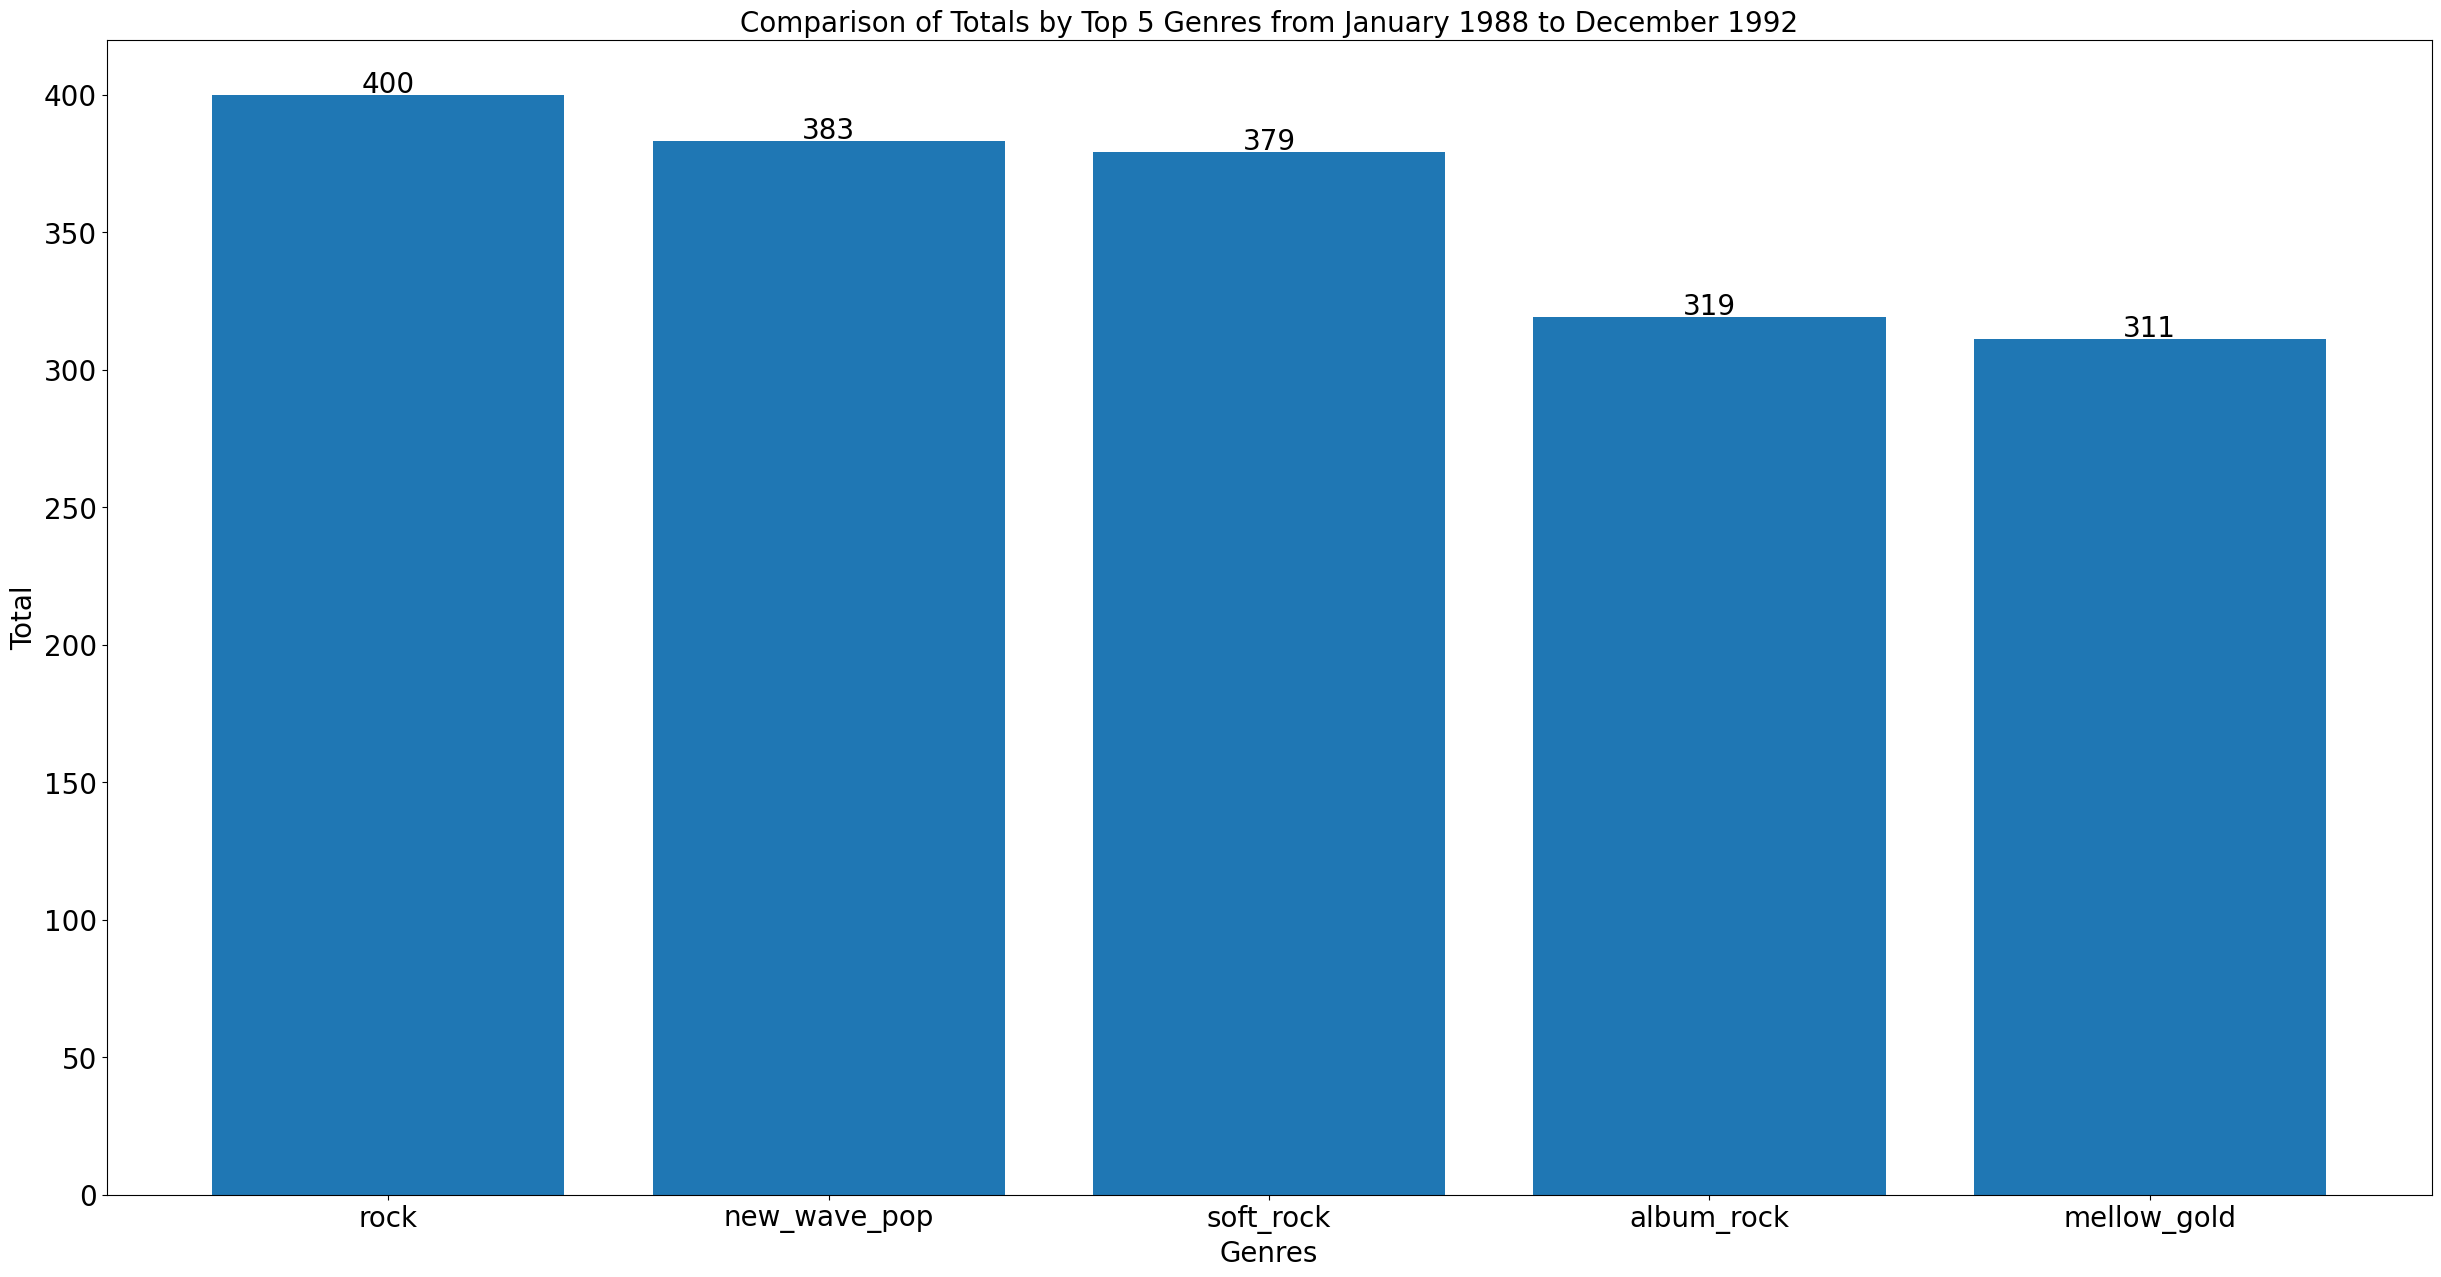 Comparison of Totals by Top 5 Genres from January 1988 to December 1992
400
383
379
319
311
400
350
300
250
200
150
100
50
0
Total
rock
new_wave_pop
soft_rock
album_rock
mellow_gold
Genres